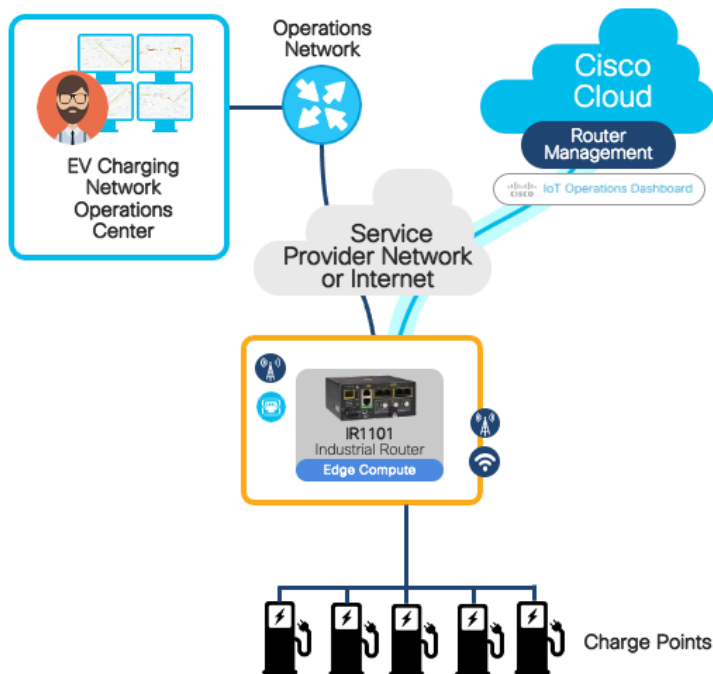 Operations
Network
EV Charging
Network
Operations
Center
Cisco
Cloud
Router
Management
CISCO IoT Operations Dashboard
Service
Provider Network
or Internet
IR1101
Industrial Router
Edge Compute
Charge Points